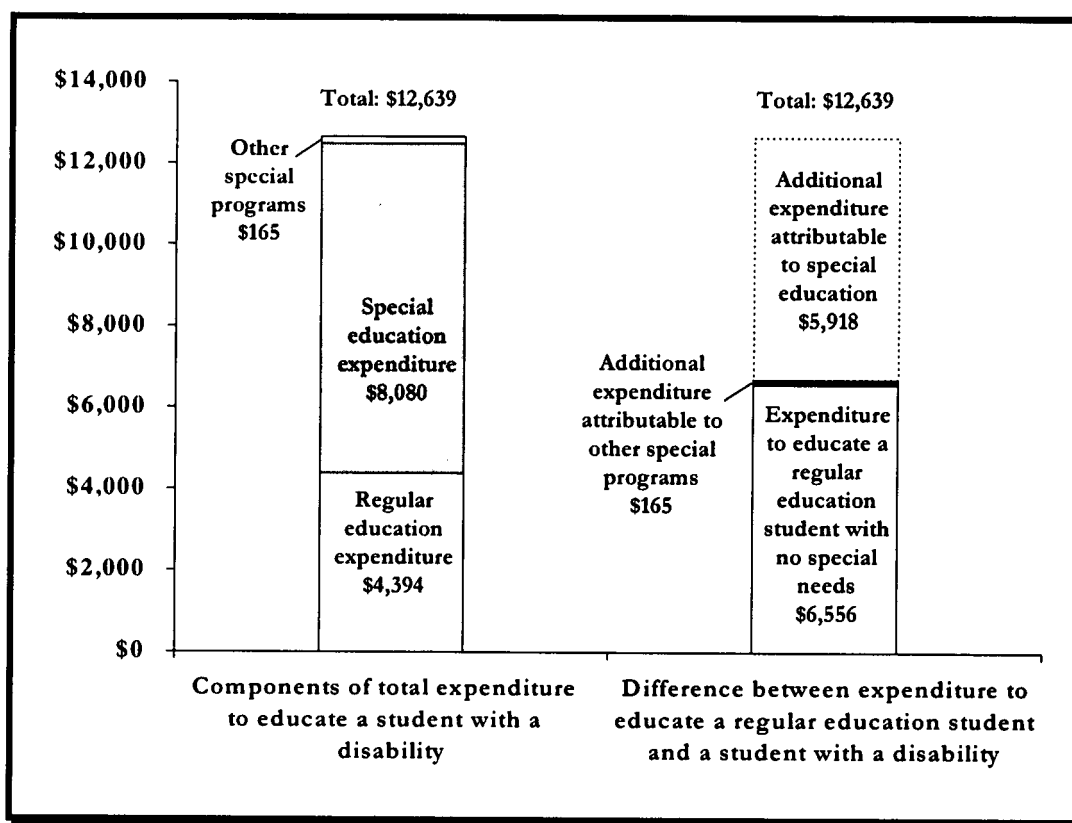 $14,000
$12,000
$10,000
$8,000
$6,000
$4,000
$2,000
$0
Total: $12,639
Other
special
programs
$165
Special
education
expenditure
$8,080
Regular
education
expenditure
$4,394
Components of total expenditure
to educate a student with a
disability
Total: $12,639
Additional
expenditure
attributable
to special
education
$5,918
Additional
expenditure
attributable to
other special
programs
$165
Expenditure
to educate a
regular
education
student with
no special
needs
$6,556
Difference between expenditure to
educate a regular education student
and a student with a disability